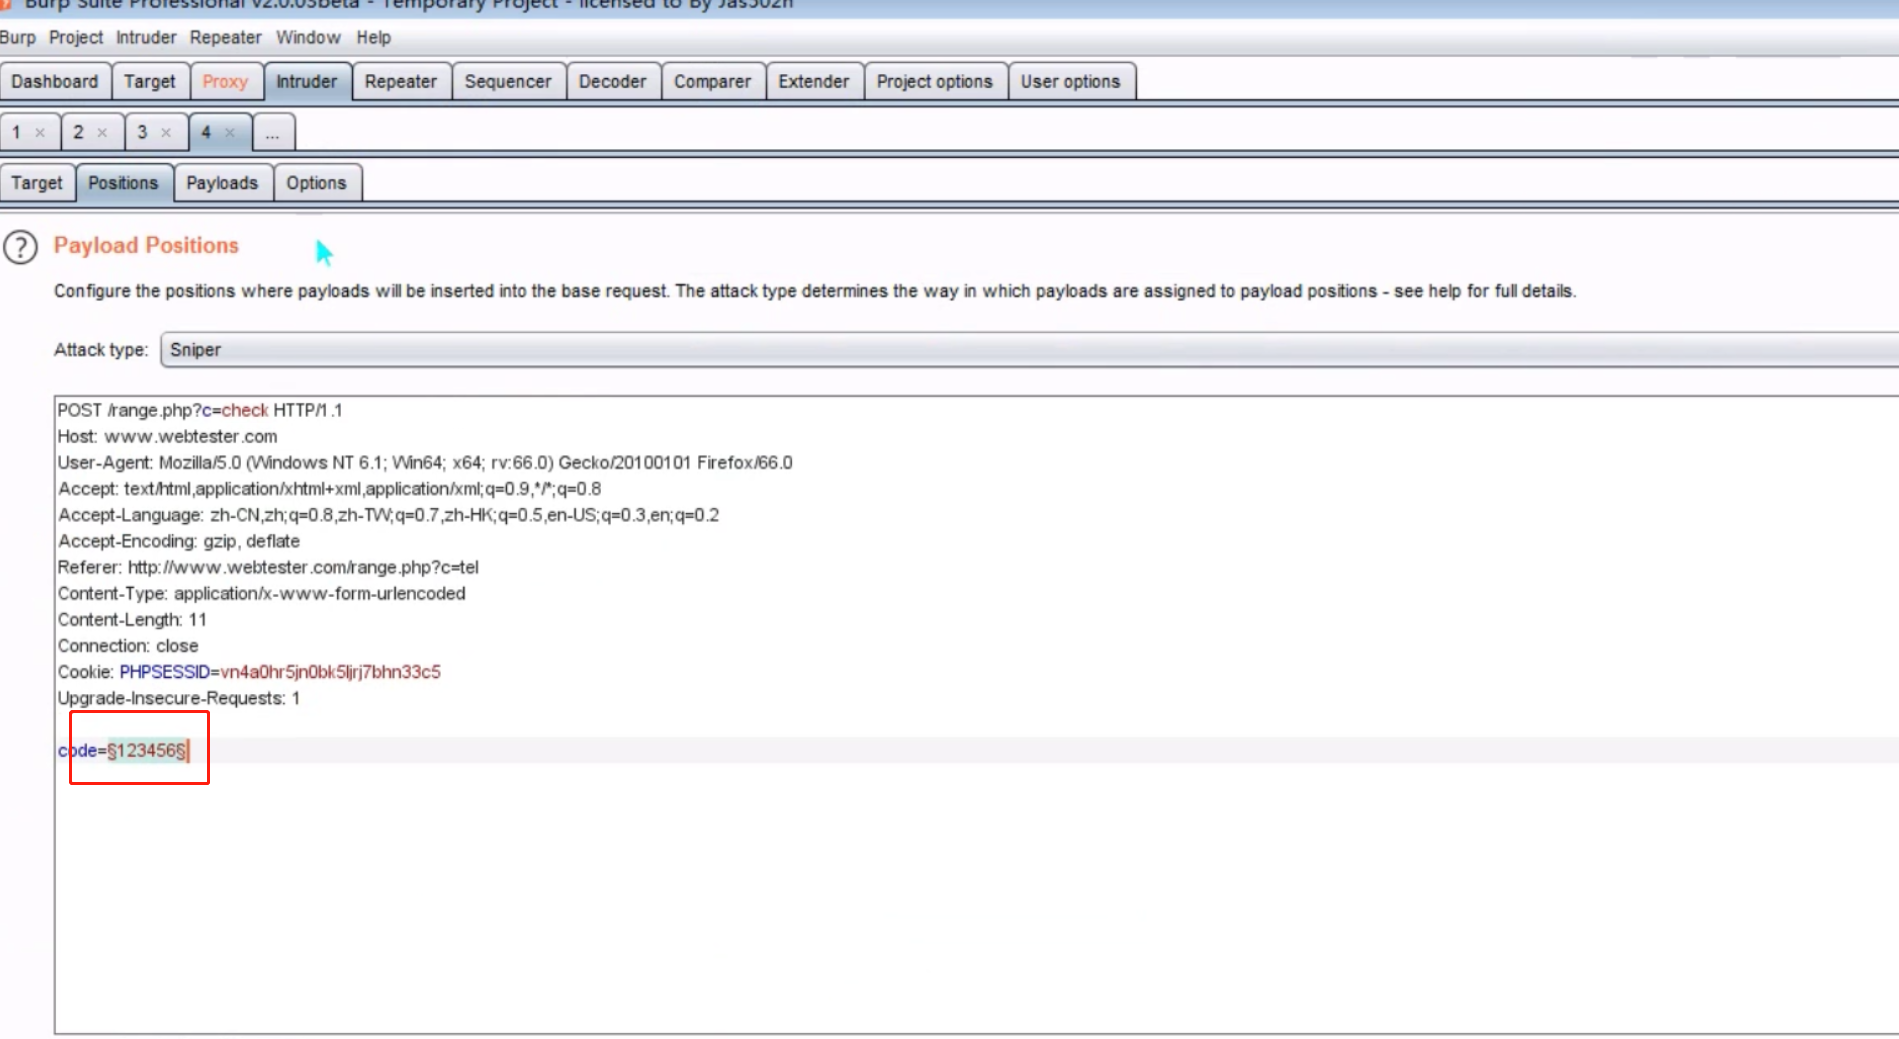 Burp Suite Professional v2.0.03beta - Temporary Project - licensed to By Jas502n
Burp Project Intruder Repeater Window Help
Dashboard Target Proxy Intruder Repeater Sequencer Decoder Comparer Extender Project options User options
1 × 2 × 3 × 4 × ...
Target Positions Payloads Options
? Payload Positions
Configure the positions where payloads will be inserted into the base request. The attack type determines the way in which payloads are assigned to payload positions - see help for full details.
Attack type: Sniper
POST /range.php?c=check HTTP/1.1
Host: www.webtester.com
User-Agent: Mozilla/5.0 (Windows NT 6.1; Win64; x64; rv:66.0) Gecko/20100101 Firefox/66.0
Accept: text/html,application/xhtml+xml,application/xml;q=0.9,*/*;q=0.8
Accept-Language: zh-CN,zh;q=0.8,zh-TW;q=0.7,zh-HK;q=0.5,en-US;q=0.3,en;q=0.2
Accept-Encoding: gzip, deflate
Referer: http://www.webtester.com/range.php?c=tel
Content-Type: application/x-www-form-urlencoded
Content-Length: 11
Connection: close
Cookie: PHPSESSID=vn4a0hr5jn0bk5ljrj7bhn33c5
Upgrade-Insecure-Requests: 1
code=§123456§